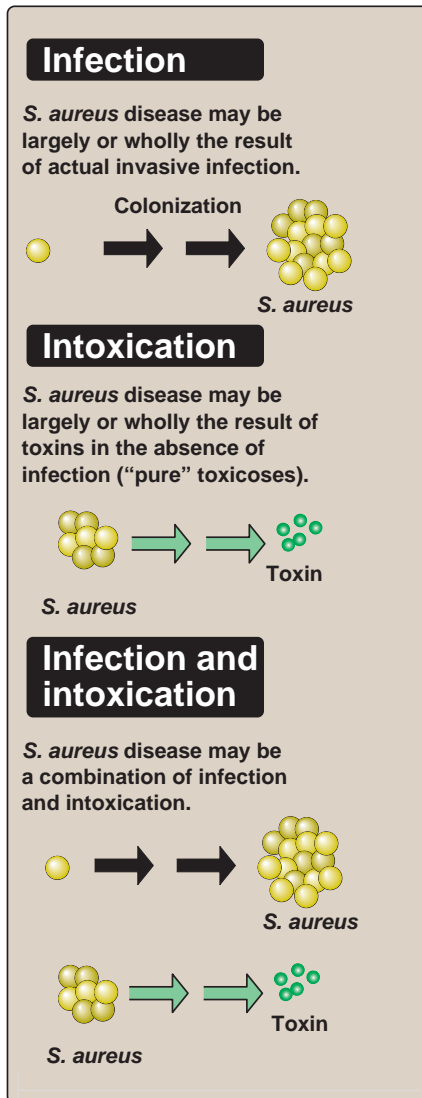 Infection
S. aureus disease may be
largely or wholly the result
of actual invasive infection.
Colonization
S. aureus
Intoxication
S. aureus disease may be
largely or wholly the result of
toxins in the absence of
infection (“pure” toxicoses).
Toxin
S. aureus
Infection and
intoxication
S. aureus disease may be
a combination of infection
and intoxication.
S. aureus
Toxin
S. aureus